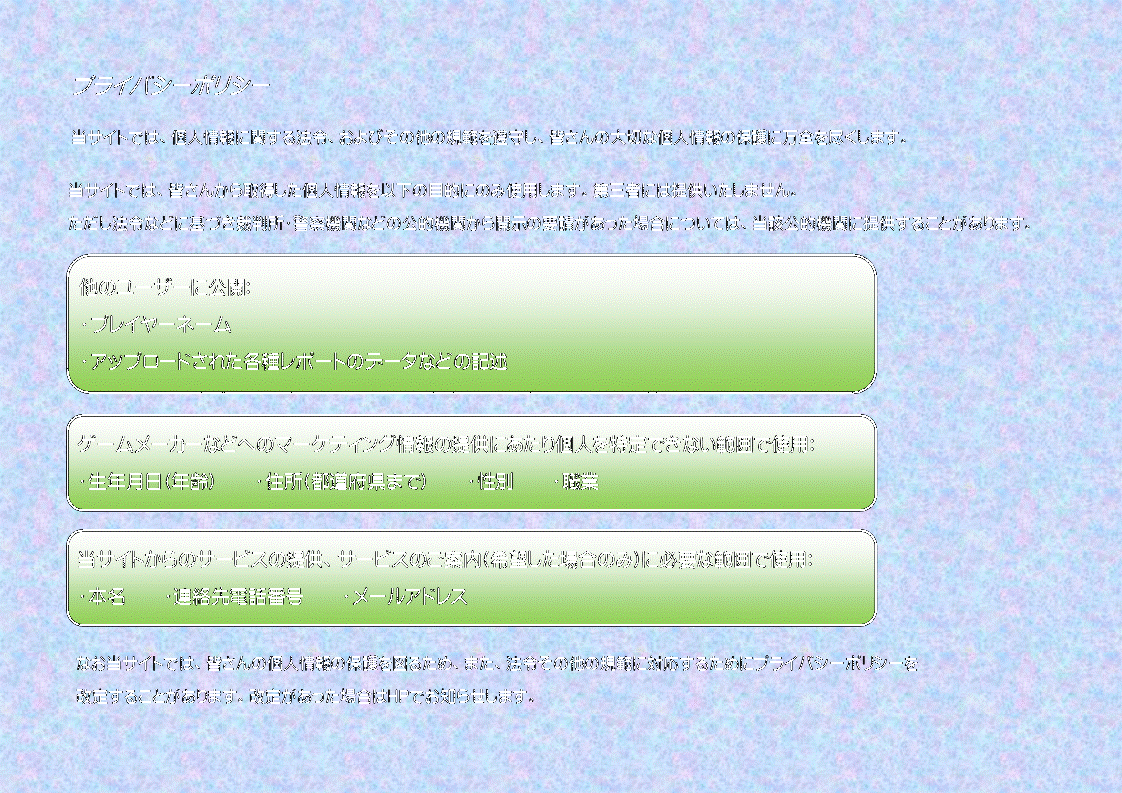 プライバシーポリシー
当サイトでは、個人情報に関する法令、およびその他の規範を遵守し、皆さんの大切な個人情報の保護に万全を尽くします。
当サイトでは、皆さんから取得した個人情報を以下の目的にのみ使用します。第三者には提供いたしません。
ただし法令などに基づき裁判所・警察機関などの公的機関から開示の要請があった場合については、当該公的機関に提供することがあります。
他のユーザーに公開:
・プレイヤーネーム
・アップロードされた各種レポートのデータなどの記述
ゲームメーカーなどへのマーケティング情報の提供にあたり個人を特定できない範囲で使用:
・生年月日(年齢) ・住所(都道府県まで) ・性別 ・職業
当サイトからのサービスの提供、サービスのご案内(希望した場合のみ)に必要な範囲で使用:
・本名 ・連絡先電話番号 ・メールアドレス
なお当サイトでは、皆さんの個人情報の保護を図るため、また、法令その他の規範に対応するためにプライバシーポリシーを
改定することがあります。改定があった場合はHPでお知らせします。